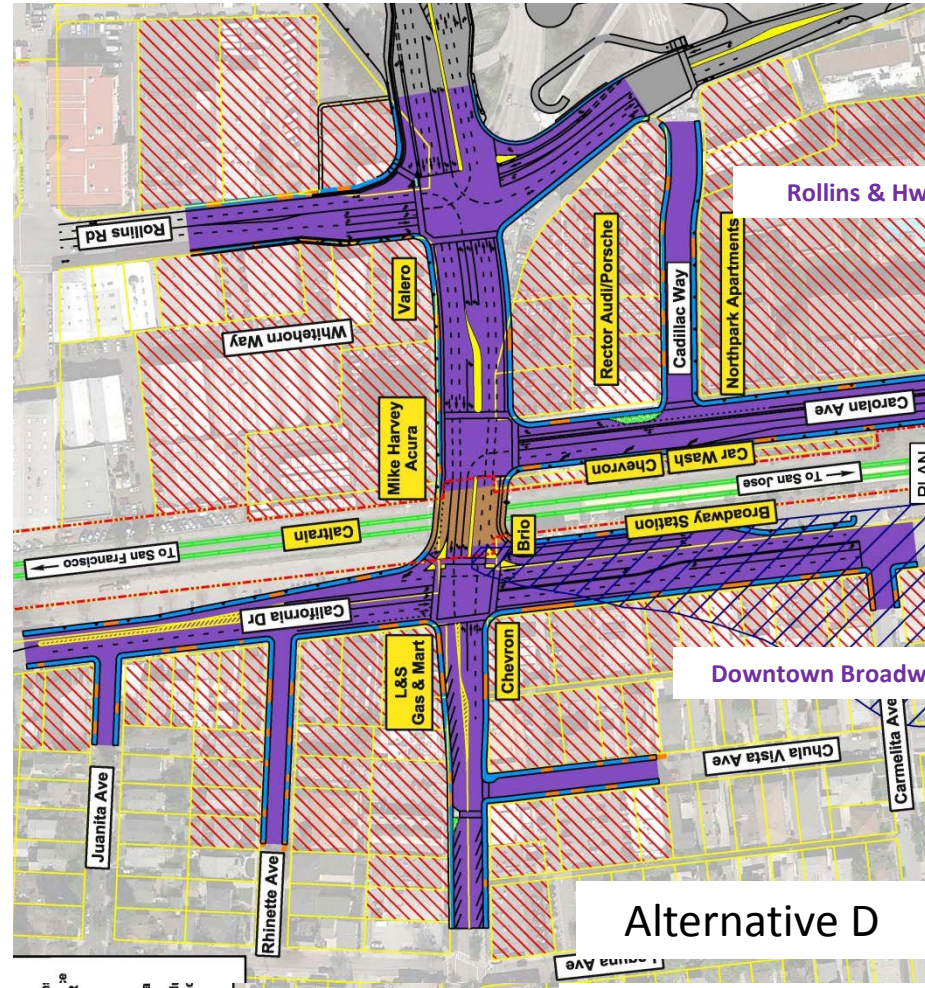 Rollins Rd
Rollins & Hw
Valero
Whitehorn Way
Rector Audi/Porsche
Cadillac Way
Northpark Apartments
Carolan Ave
Mike Harvey
Acura
Chevron
Car Wash
To San Jose
PLAN
Caltrain
To San Francisco
Brio
Broadway Station
California Dr
L&S
Gas & Mart
Chevron
Downtown Broadw
Juanita Ave
Rhinette Ave
Chula Vista Ave
Carmelita Ave
Alternative D